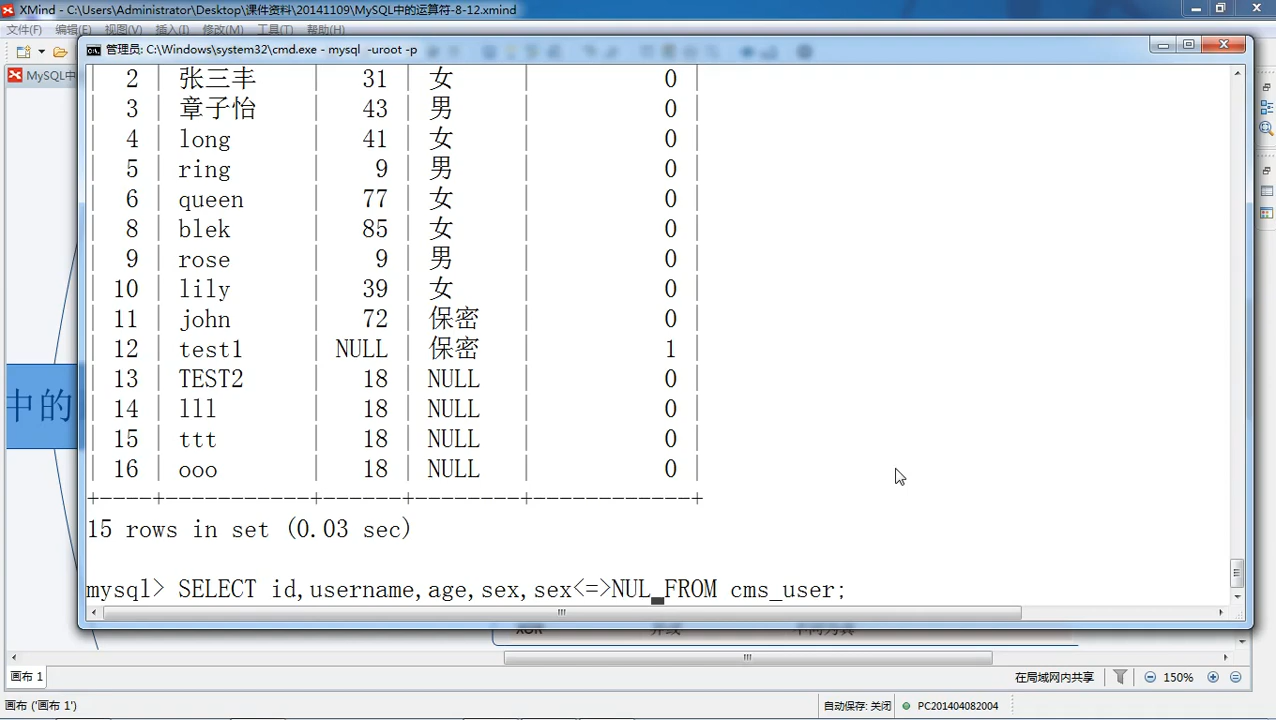 XMind - C:\Users\Administrator\Desktop\课件资料\20141109\MySQL中的运算符-8-12.xmind
文件(F) 编辑(E) 视图(V) 插入(I) 修改(M) 工具(T) 帮助(H)
管理员: C:\Windows\system32\cmd.exe - mysql -uroot -p
MySQL中
| 2 | 张三丰 | 31 | 女 | 0 |
| 3 | 章子怡 | 43 | 男 | 0 |
| 4 | long | 41 | 女 | 0 |
| 5 | ring | 9 | 男 | 0 |
| 6 | queen | 77 | 女 | 0 |
| 8 | blek | 85 | 女 | 0 |
| 9 | rose | 9 | 男 | 0 |
| 10 | lily | 39 | 女 | 0 |
| 11 | john | 72 | 保密 | 0 |
| 12 | test1 | NULL | 保密 | 1 |
| 13 | TEST2 | 18 | NULL | 0 |
| 14 | lll | 18 | NULL | 0 |
| 15 | ttt | 18 | NULL | 0 |
| 16 | ooo | 18 | NULL | 0 |
+----+-----------+------+--------+------------+
中的
15 rows in set (0.03 sec)
mysql> SELECT id,username,age,sex,sex<=>NUL_FROM cms_user;
画布 1
在局域网内共享
150%
画布 ('画布 1')
自动保存: 关闭
PC201404082004